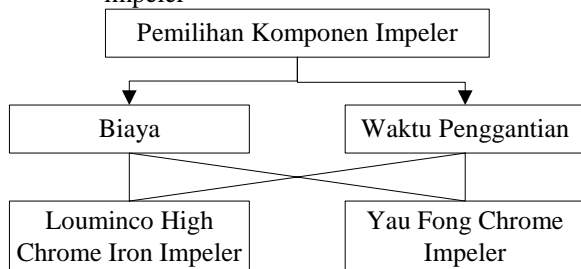 Impeler
Pemilihan Komponen Impeler
Biaya
Waktu Penggantian
Louminco High
Chrome Iron Impeler
Yau Fong Chrome
Impeler